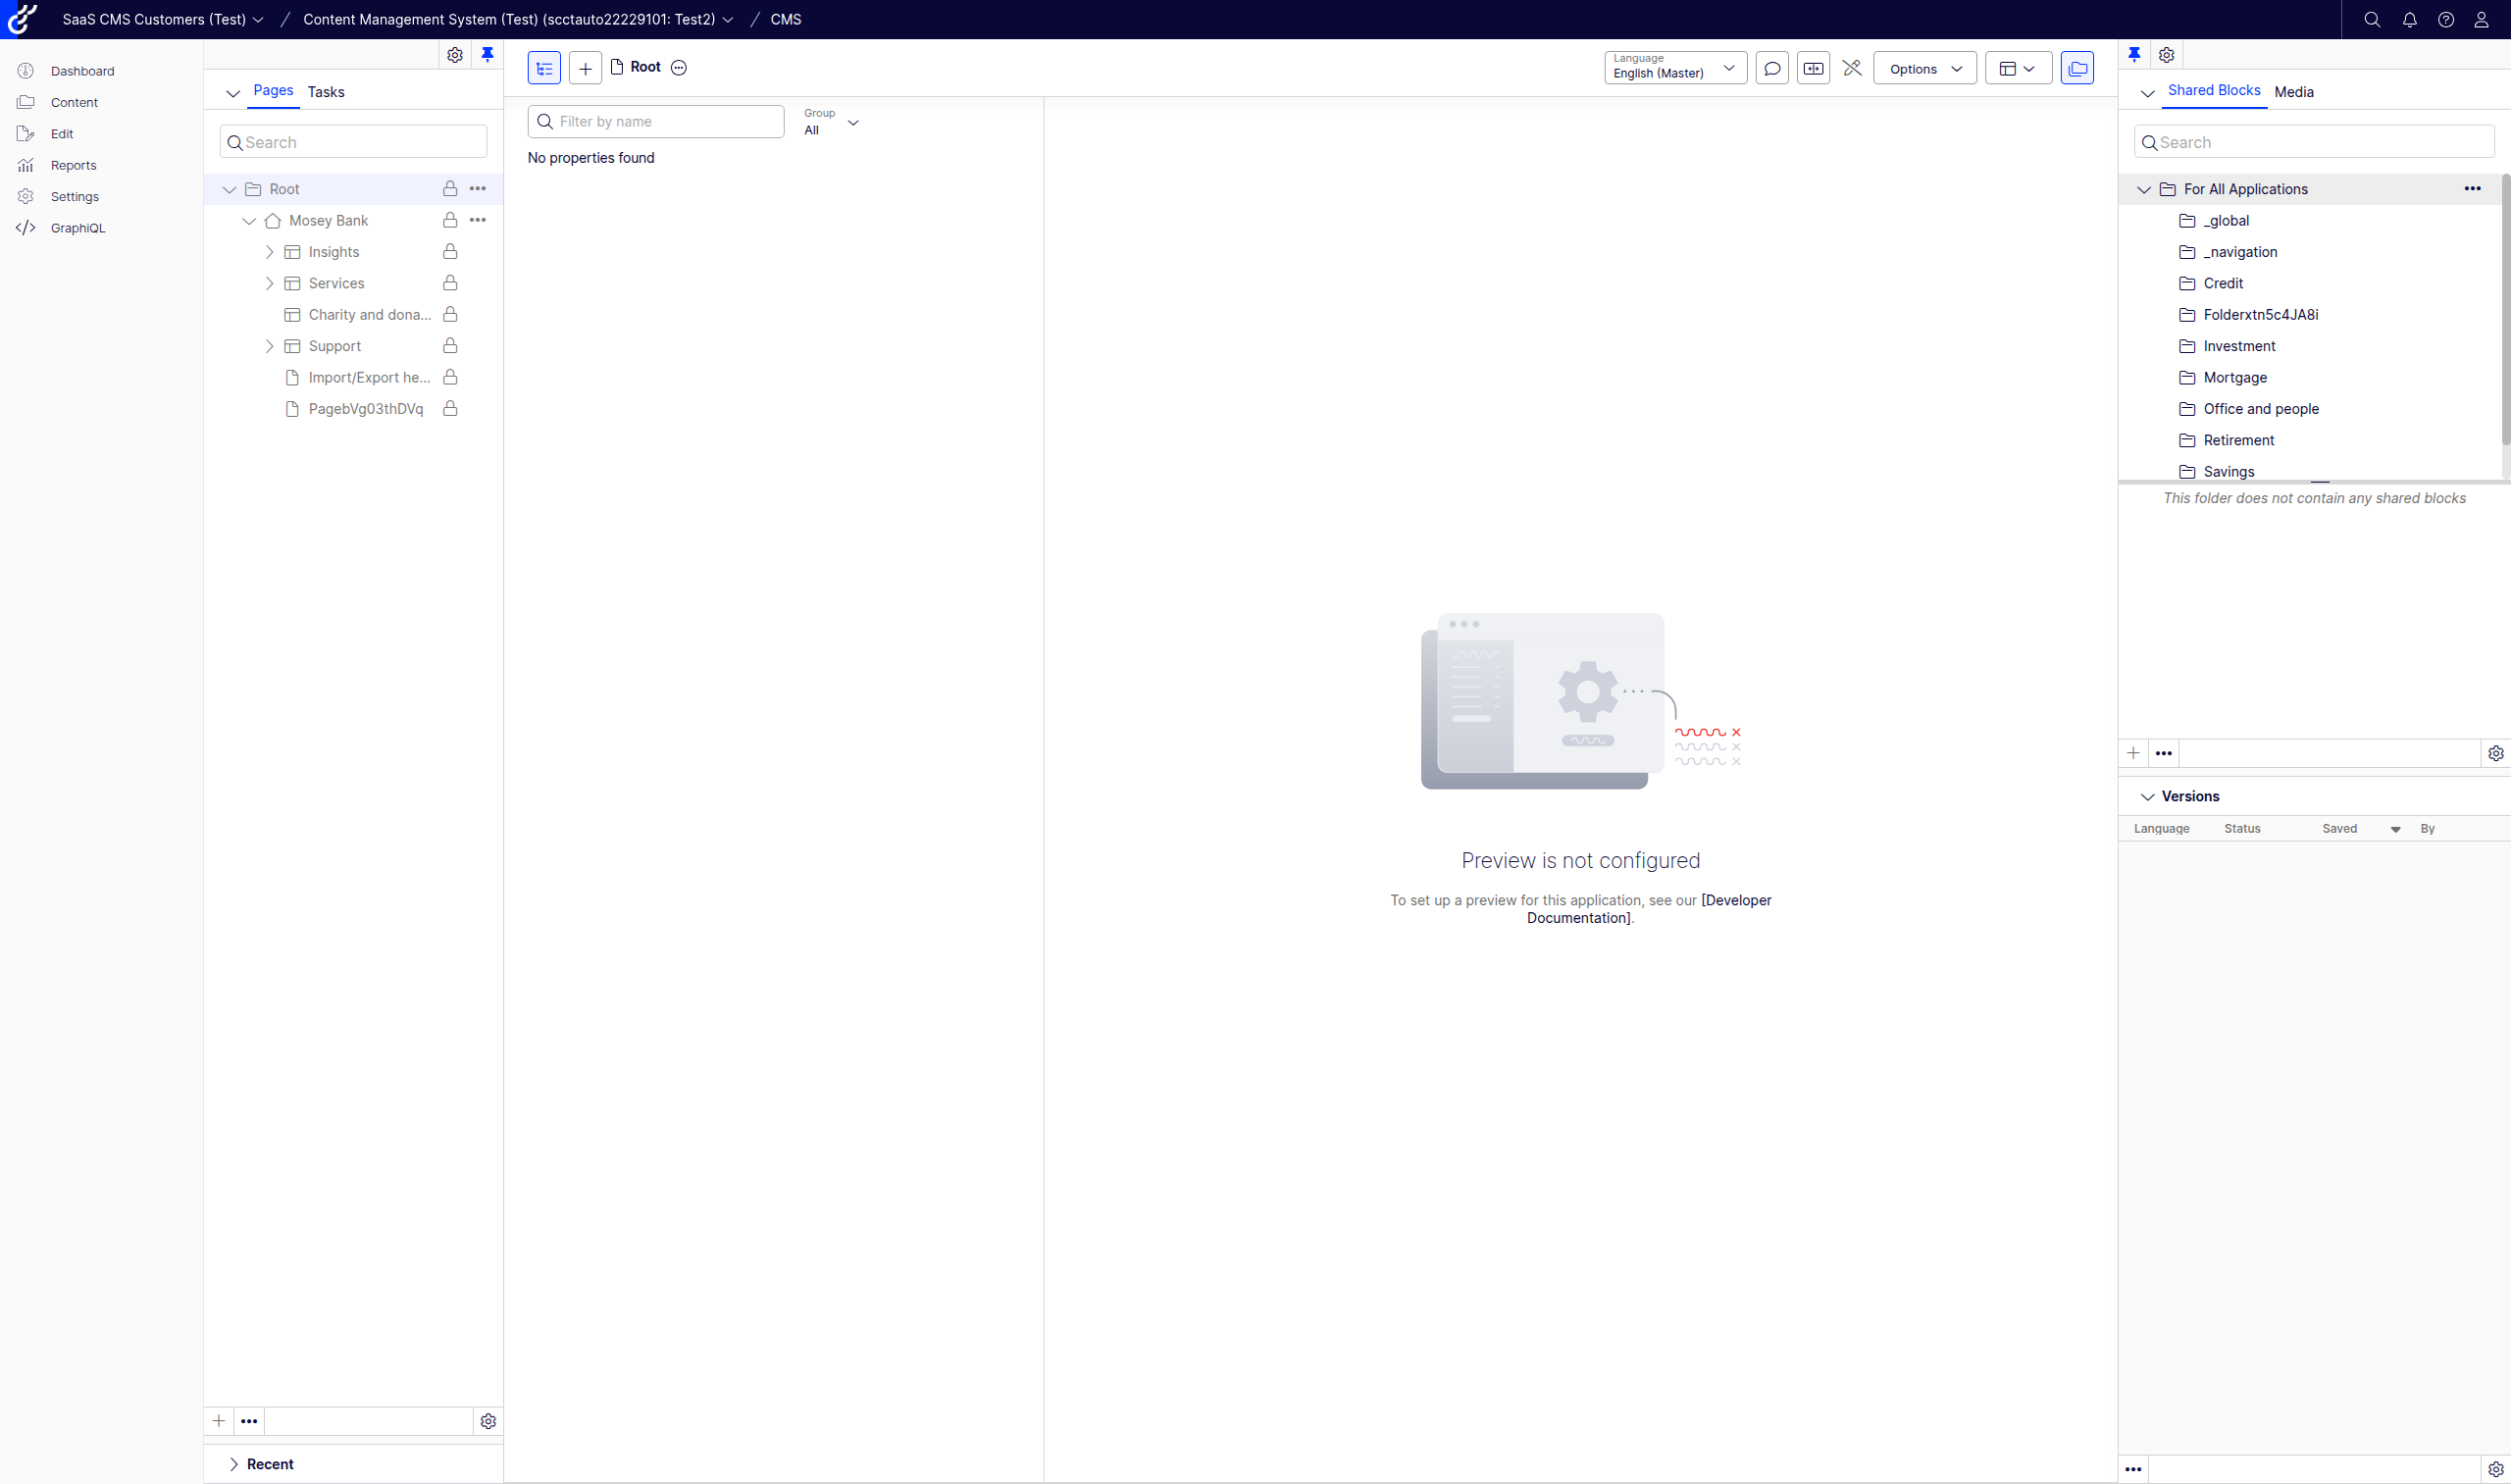 SaaS CMS Customers (Test) / Content Management System (Test) (scctauto22229101: Test2) / CMS
Dashboard
Content
Edit
Reports
Settings
GraphiQL
Pages Tasks
Search
Root
Mosey Bank
Insights
Services
Charity and dona...
Support
Import/Export he...
PagebVg03thDVq
Recent
Root
Language
English (Master)
Options
Filter by name
Group
All
No properties found
Preview is not configured
To set up a preview for this application, see our [Developer
Documentation].
Shared Blocks Media
Search
For All Applications
_global
_navigation
Credit
Folderxtn5c4JA8i
Investment
Mortgage
Office and people
Retirement
Savings
This folder does not contain any shared blocks
Versions
Language Status Saved By